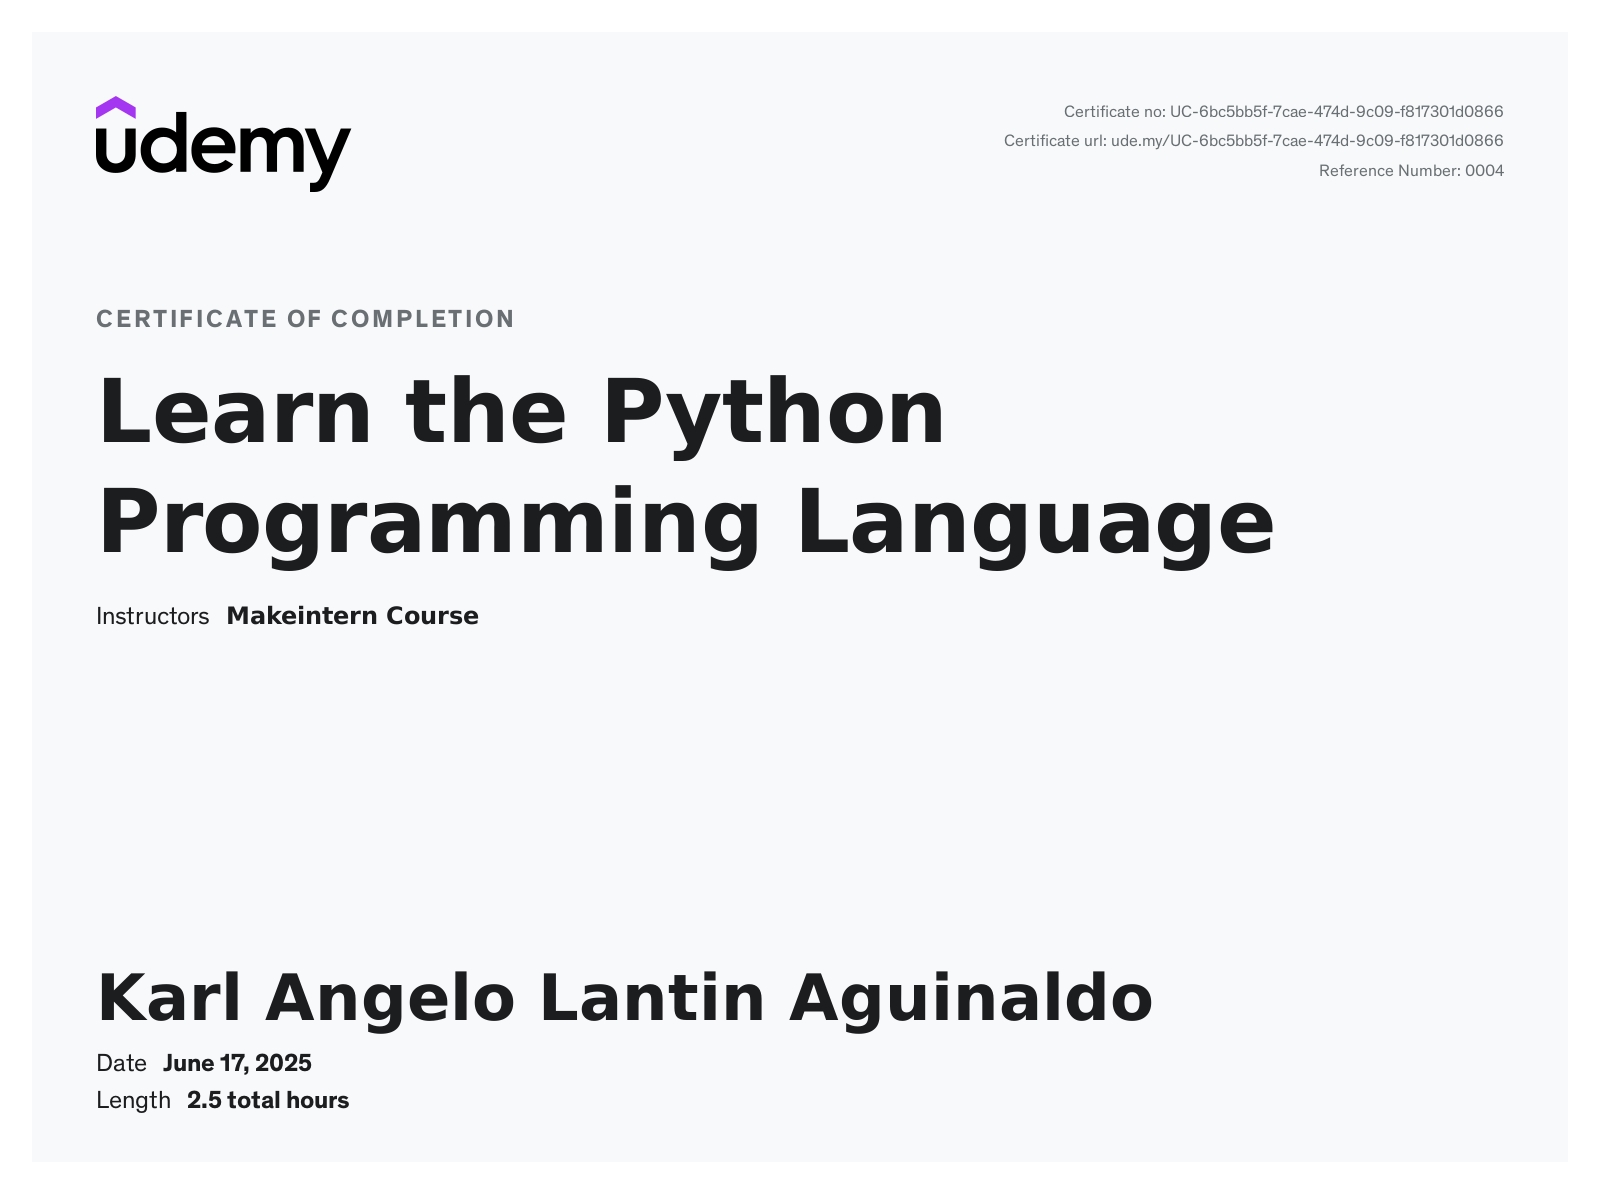 udemy
Certificate no: UC-6bc5bb5f-7cae-474d-9c09-f817301d0866
Certificate url: ude.my/UC-6bc5bb5f-7cae-474d-9c09-f817301d0866
Reference Number: 0004
CERTIFICATE OF COMPLETION
Learn the Python
Programming Language
Instructors Makeintern Course
Karl Angelo Lantin Aguinaldo
Date June 17, 2025
Length 2.5 total hours